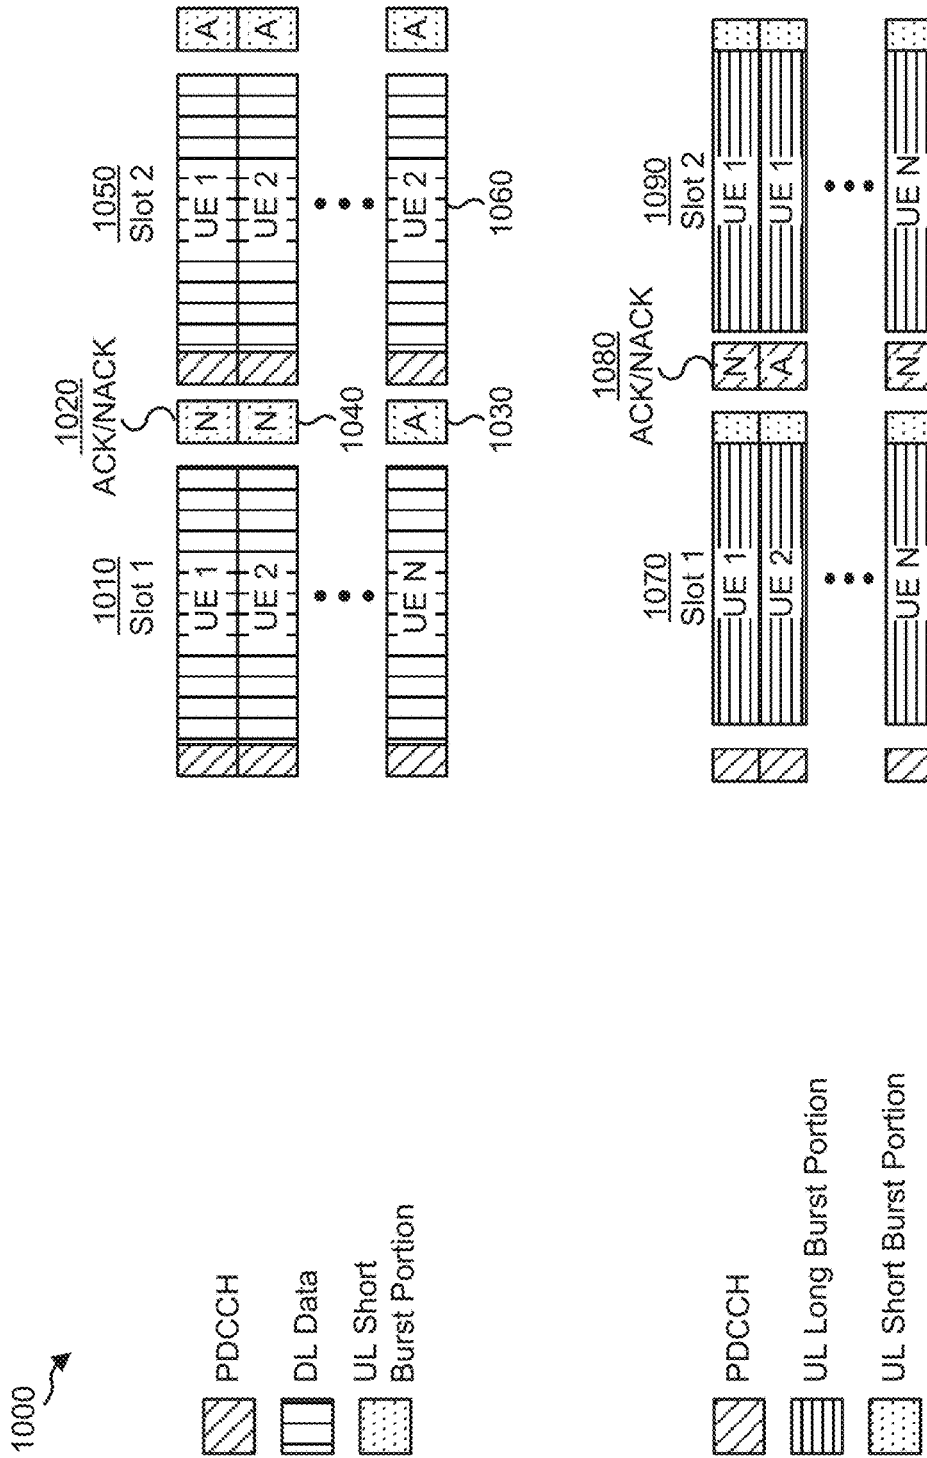 1000
PDCCH
DL Data
UL Short
Burst Portion
1010
Slot 1
1020
ACK/NACK
1050
Slot 2
UE 1
N
UE 1
A
UE 2
N
UE 2
A
1040
UE N
A
UE 2
A
1030
1060
PDCCH
UL Long Burst Portion
UL Short Burst Portion
1070
Slot 1
1080
ACK/NACK
1090
Slot 2
UE 1
N
UE 1
UE 2
A
UE 1
UE N
N
UE N